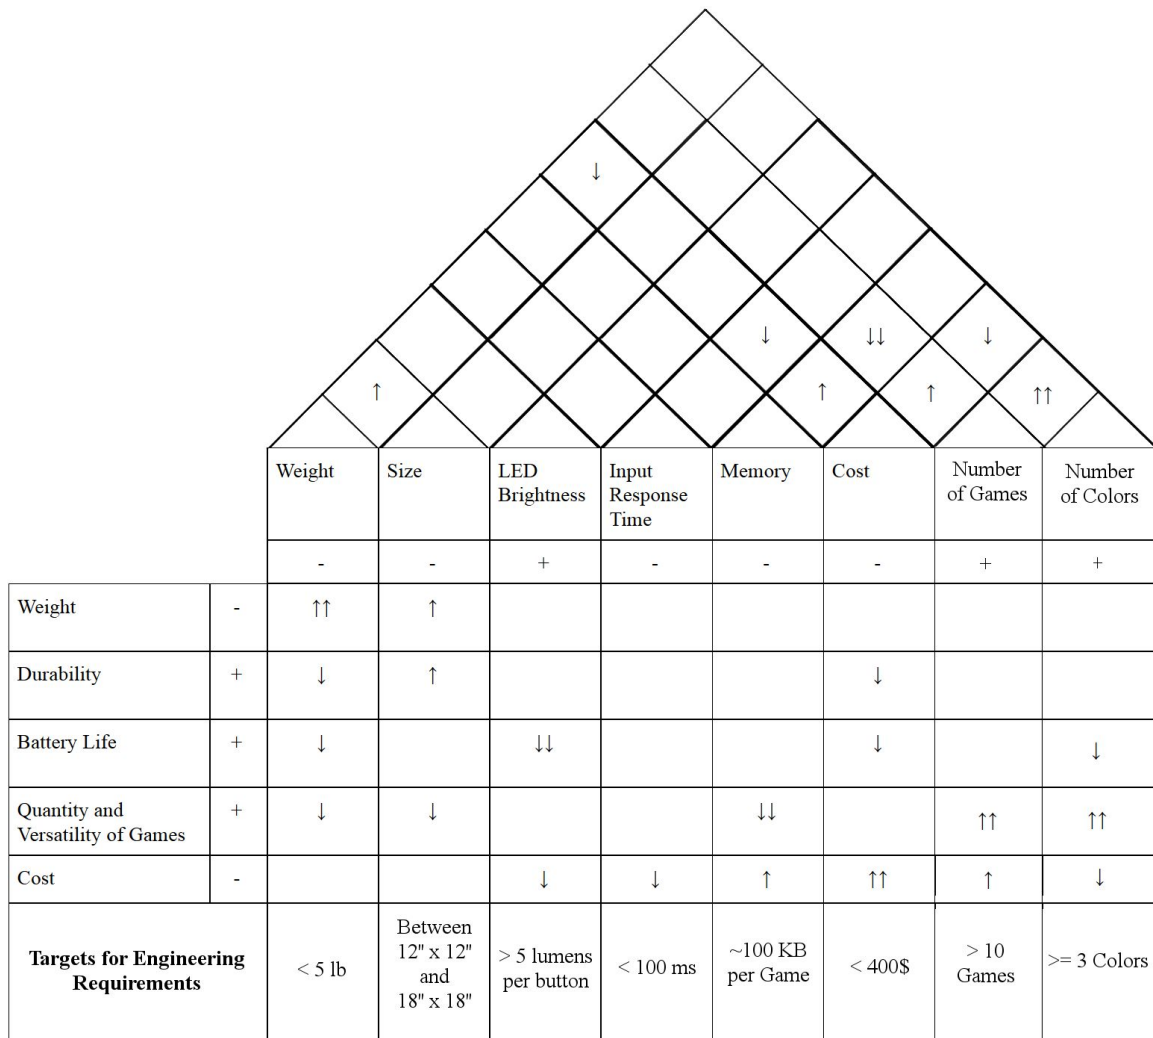 ↓
↓ ↓↓ ↓
↑ ↑ ↑ ↑↑
Weight Size LED Brightness Input Response Time Memory Cost Number of Games Number of Colors
- - + - - - + +
Weight - ↑↑ ↑
Durability + ↓ ↑ ↓
Battery Life + ↓ ↓↓ ↓ ↓
Quantity and
Versatility of Games + ↓ ↓ ↓↓ ↑↑ ↑↑
Cost - ↓ ↓ ↑ ↑↑ ↑ ↓
Targets for Engineering
Requirements
< 5 lb
Between
12" x 12"
and
18" x 18"
> 5 lumens
per button
< 100 ms
~100 KB
per Game
< 400$
> 10
Games
>= 3 Colors